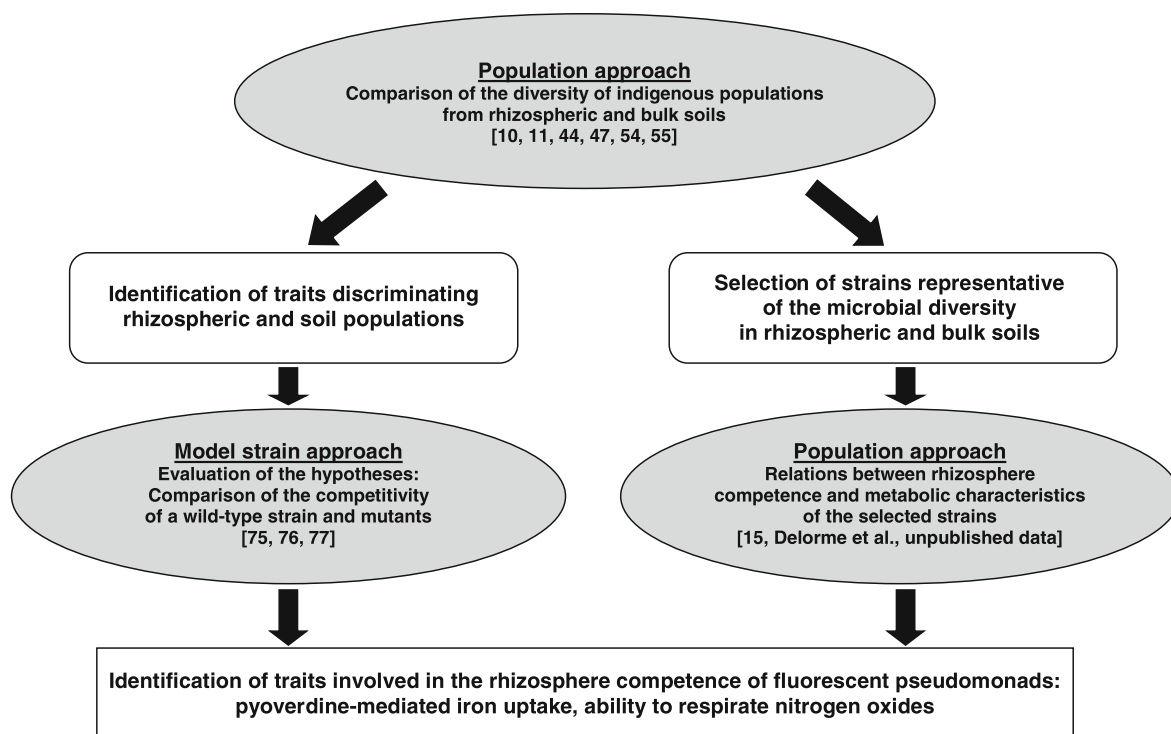 Population approach
Comparison of the diversity of indigenous populations
from rhizospheric and bulk soils
[10, 11, 44, 47, 54, 55]
Identification of traits discriminating
rhizospheric and soil populations
Selection of strains representative
of the microbial diversity
in rhizospheric and bulk soils
Model strain approach
Evaluation of the hypotheses:
Comparison of the competitivity
of a wild-type strain and mutants
[75, 76, 77]
Population approach
Relations between rhizosphere
competence and metabolic characteristics
of the selected strains
[15, Delorme et al., unpublished data]
Identification of traits involved in the rhizosphere competence of fluorescent pseudomonads:
pyoverdine-mediated iron uptake, ability to respirate nitrogen oxides